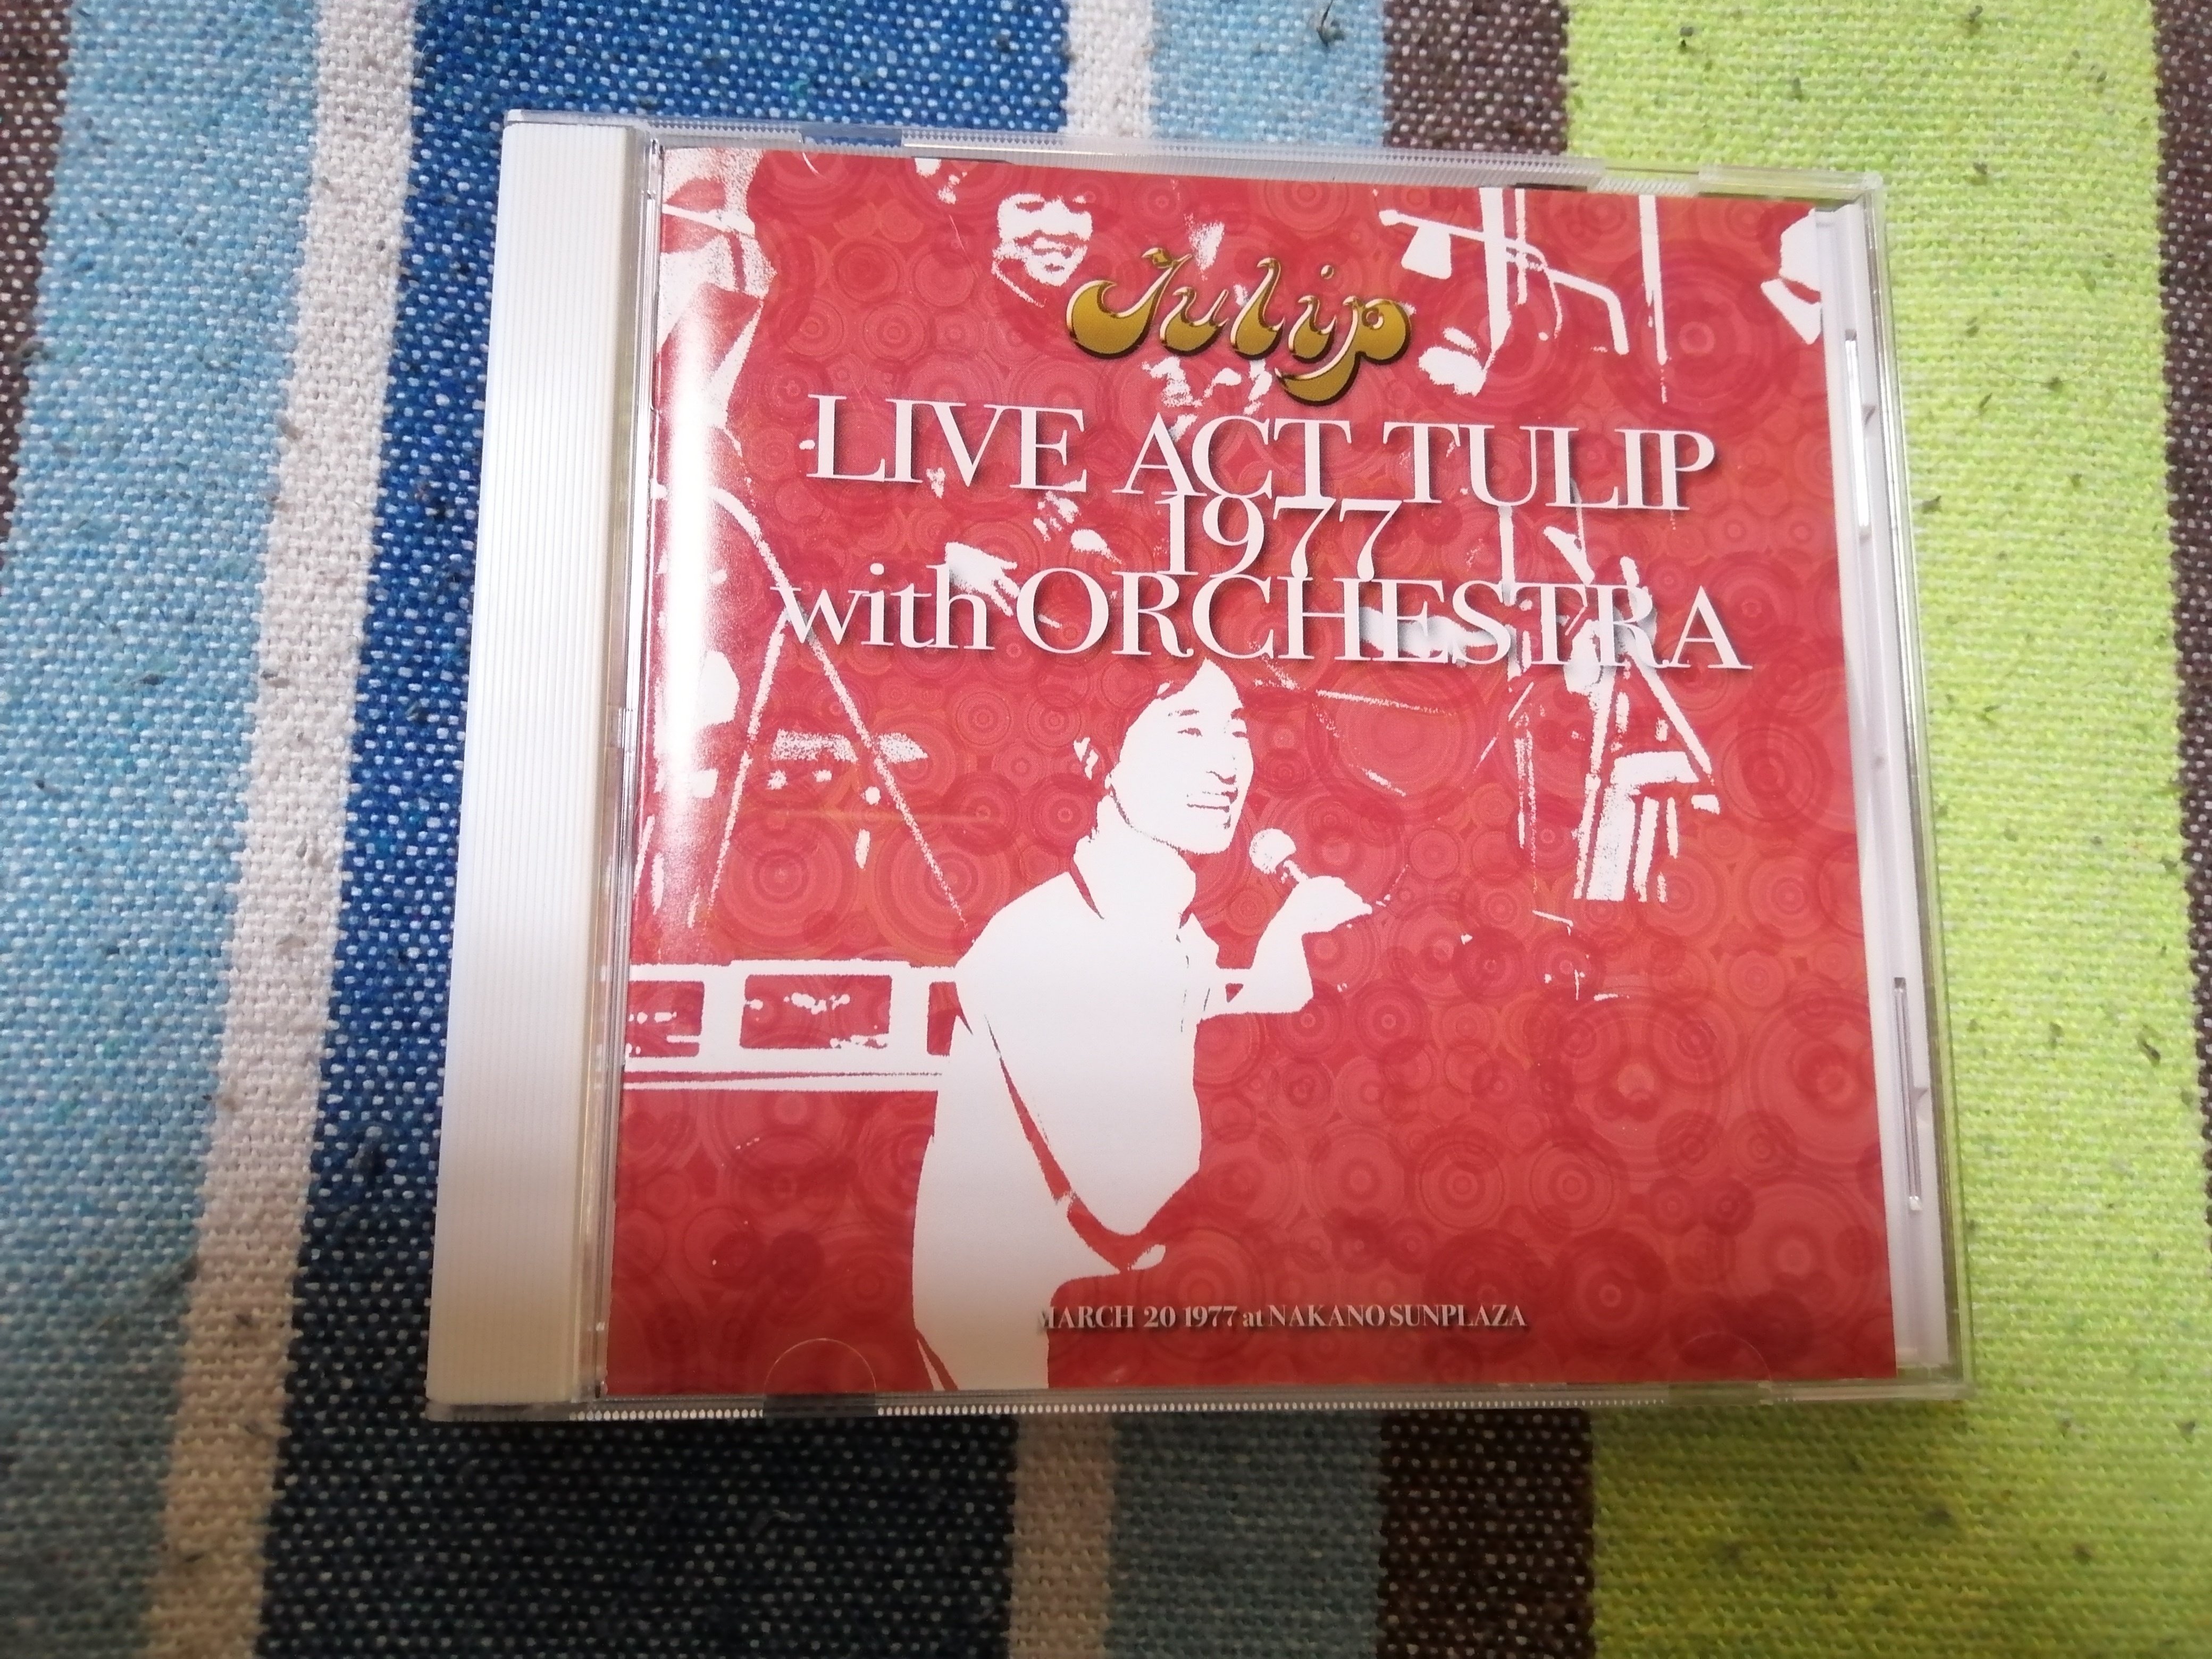 Tulip
LIVE ACT TULIP
1977
with ORCHESTRA
MARCH 20 1977 at NAKANO SUNPLAZA